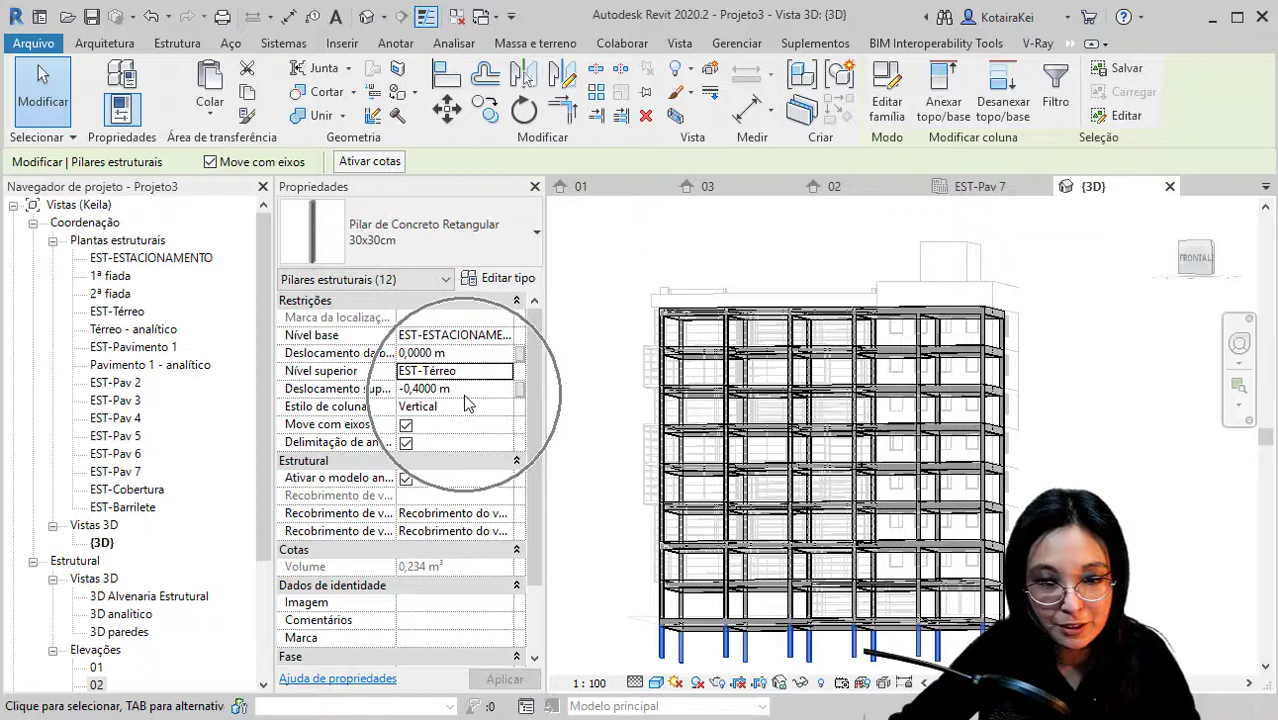 Autodesk Revit 2020.2 - Projeto3 - Vista 3D: {3D}
KotairaKei
Arquivo Arquitetura Estrutura Aço Sistemas Inserir Anotar Analisar Massa e terreno Colaborar Vista Gerenciar Suplementos BIM Interoperability Tools V-Ray
Modificar
Colar
Junta
Cortar
Unir
Editar família
Anexar topo/base
Desanexar topo/base
Filtro
Salvar
Carregar
Editar
Selecionar Propriedades Área de transferência Geometria Modificar Vista Medir Criar Modo Modificar coluna Seleção
Modificar | Pilares estruturais Move com eixos Ativar cotas
Navegador de projeto - Projeto3
Vistas (Keila)
Coordenação
Plantas estruturais
EST-ESTACIONAMENTO
1ª fiada
2ª fiada
EST-Térreo
Térreo - analítico
EST-Pavimento 1
Pavimento 1 - analítico
EST-Pav 2
EST-Pav 3
EST-Pav 4
EST-Pav 5
EST-Pav 6
EST-Pav 7
EST-Cobertura
EST-Barrilete
Vistas 3D
{3D}
Estrutural
Vistas 3D
3D Alvenaria Estrutural
3D analitico
3D paredes
Elevações
01
02
Propriedades
Pilar de Concreto Retangular
30x30cm
Pilares estruturais (12) Editar tipo
Restrições
Marca da localizaç...
Nível base EST-ESTACIONAME...
Deslocamento da 0,0000 m
Nível superior EST-Térreo
Deslocamento sup... -0,4000 m
Estilo de coluna Vertical
Move com eixos
Delimitação de an...
Estrutural
Ativar o modelo an...
Recobrimento de v...
Recobrimento de v... Recobrimento do v...
Recobrimento de v... Recobrimento do v...
Cotas
Volume 0,234 m³
Dados de identidade
Imagem
Comentários
Marca
Fase
Ajuda de propriedades Aplicar
01 03 02 EST-Pav 7 {3D}
FRONTAL
1 : 100
Clique para selecionar, TAB para alternativ :0 Modelo principal